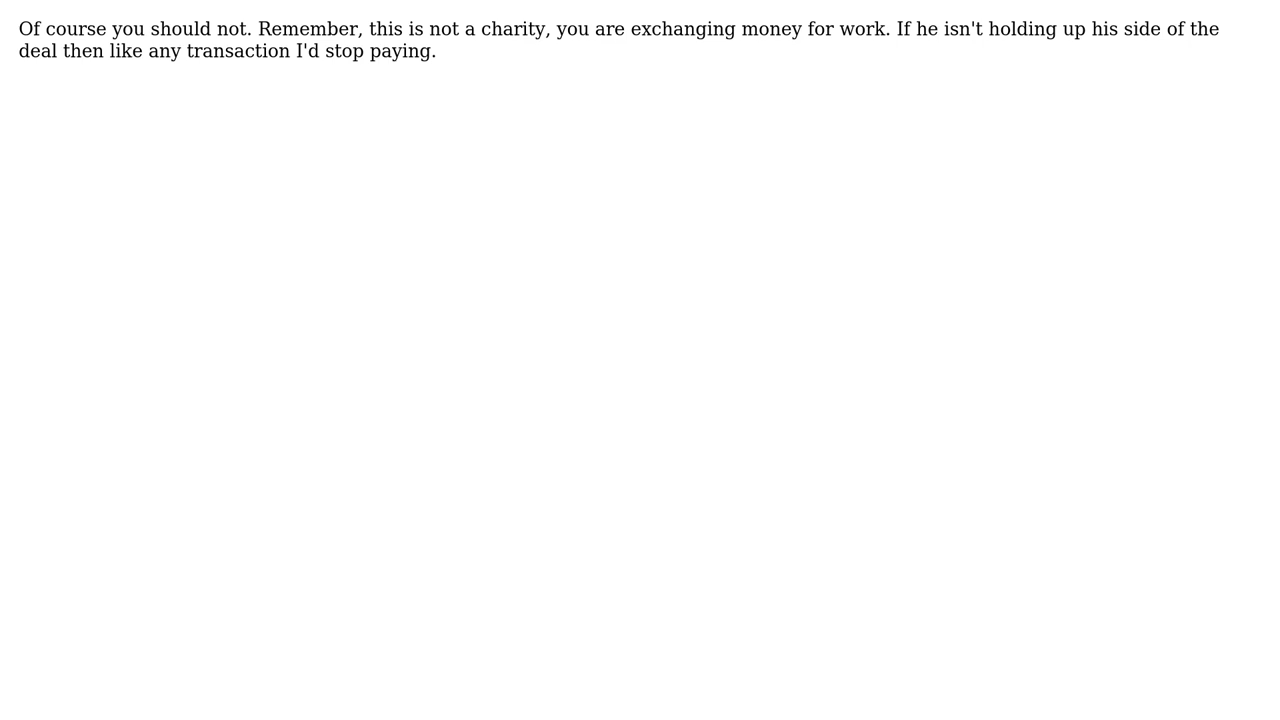 Of course you should not. Remember, this is not a charity, you are exchanging money for work. If he isn't holding up his side of the
deal then like any transaction I'd stop paying.